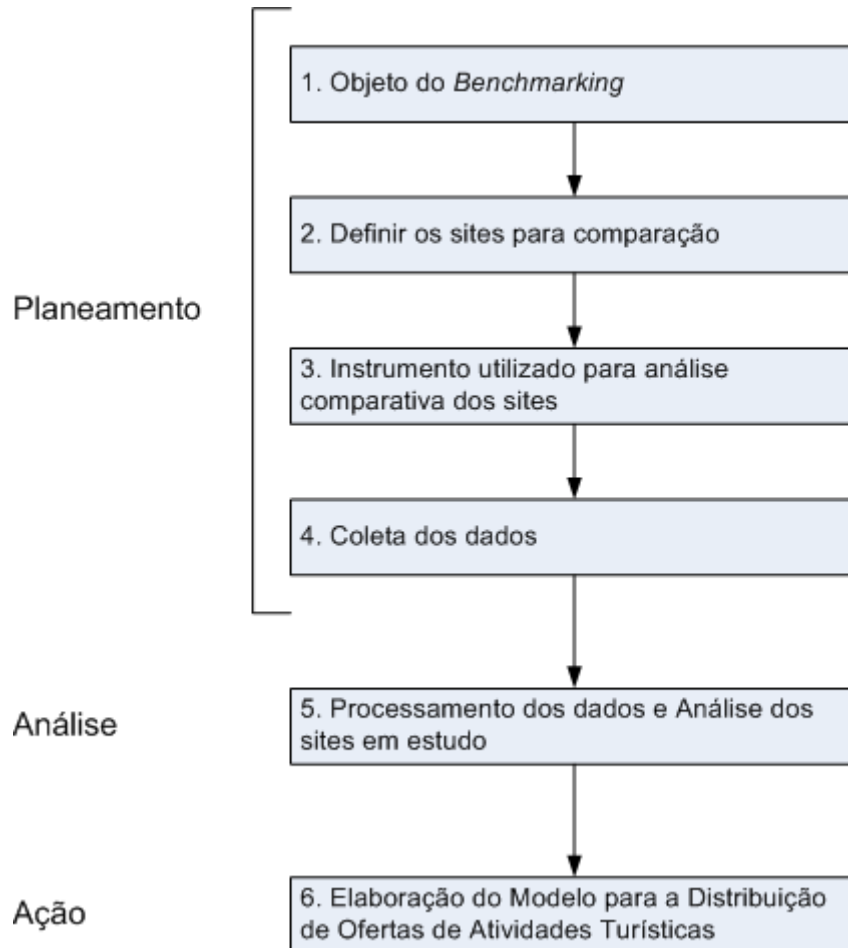 1. Objeto do Benchmarking
2. Definir os sites para comparação
Planeamento
3. Instrumento utilizado para análise
comparativa dos sites
4. Coleta dos dados
Análise
5. Processamento dos dados e Análise dos
sites em estudo
Ação
6. Elaboração do Modelo para a Distribuição
de Ofertas de Atividades Turísticas